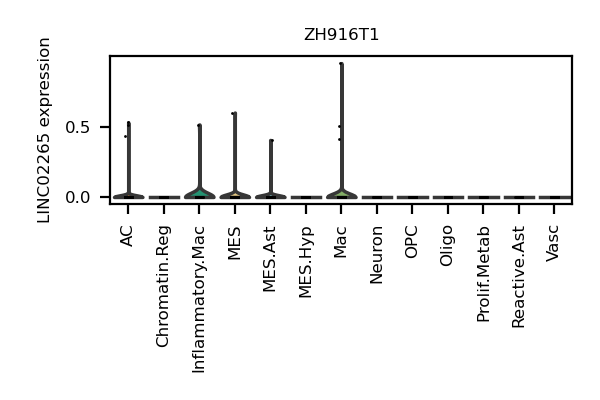 ZH916T1
LINC02265 expression
0.5
0.0
AC
Chromatin.Reg
Inflammatory.Mac
MES
MES.Ast
MES.Hyp
Mac
Neuron
OPC
Oligo
Prolif.Metab
Reactive.Ast
Vasc